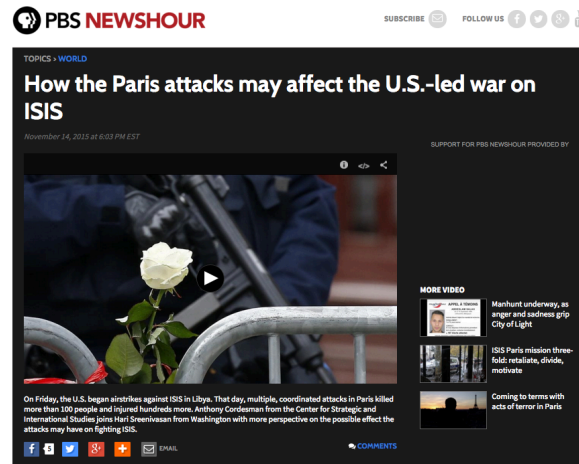 PBS NEWSHOUR
SUBSCRIBE
FOLLOW US
TOPICS > WORLD
How the Paris attacks may affect the U.S.-led war on
ISIS
November 14, 2015 at 6:03 PM EST
SUPPORT FOR PBS NEWSHOUR PROVIDED BY
MORE VIDEO
APPEL A TÉMOINS
Manhunt underway, as
anger and sadness grip
City of Light
ISIS Paris mission three-
fold: retaliate, divide,
motivate
Coming to terms with
acts of terror in Paris
On Friday, the U.S. began airstrikes against ISIS in Libya. That day, multiple, coordinated attacks in Paris killed
more than 100 people and injured hundreds more. Anthony Cordesman from the Center for Strategic and
International Studies joins Hari Sreenivasan from Washington with more perspective on the possible effect the
attacks may have on fighting ISIS.
5
EMAIL
COMMENTS